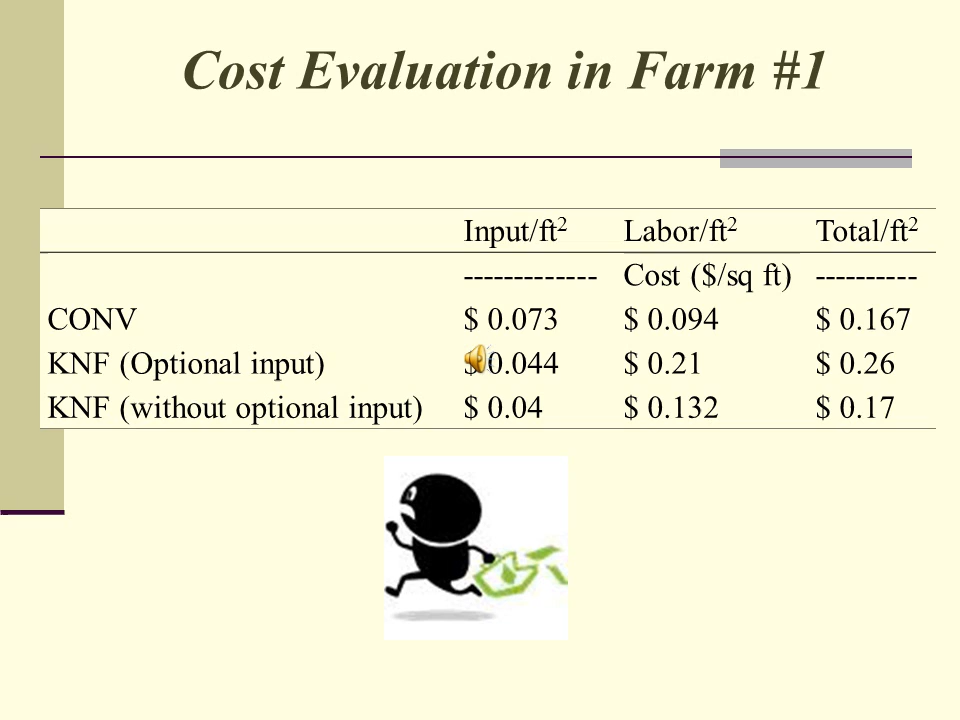 Cost Evaluation in Farm #1
Input/ft² Labor/ft² Total/ft²
------------- Cost ($/sq ft) ----------
CONV $ 0.073 $ 0.094 $ 0.167
KNF (Optional input) $ 0.044 $ 0.21 $ 0.26
KNF (without optional input) $ 0.04 $ 0.132 $ 0.17